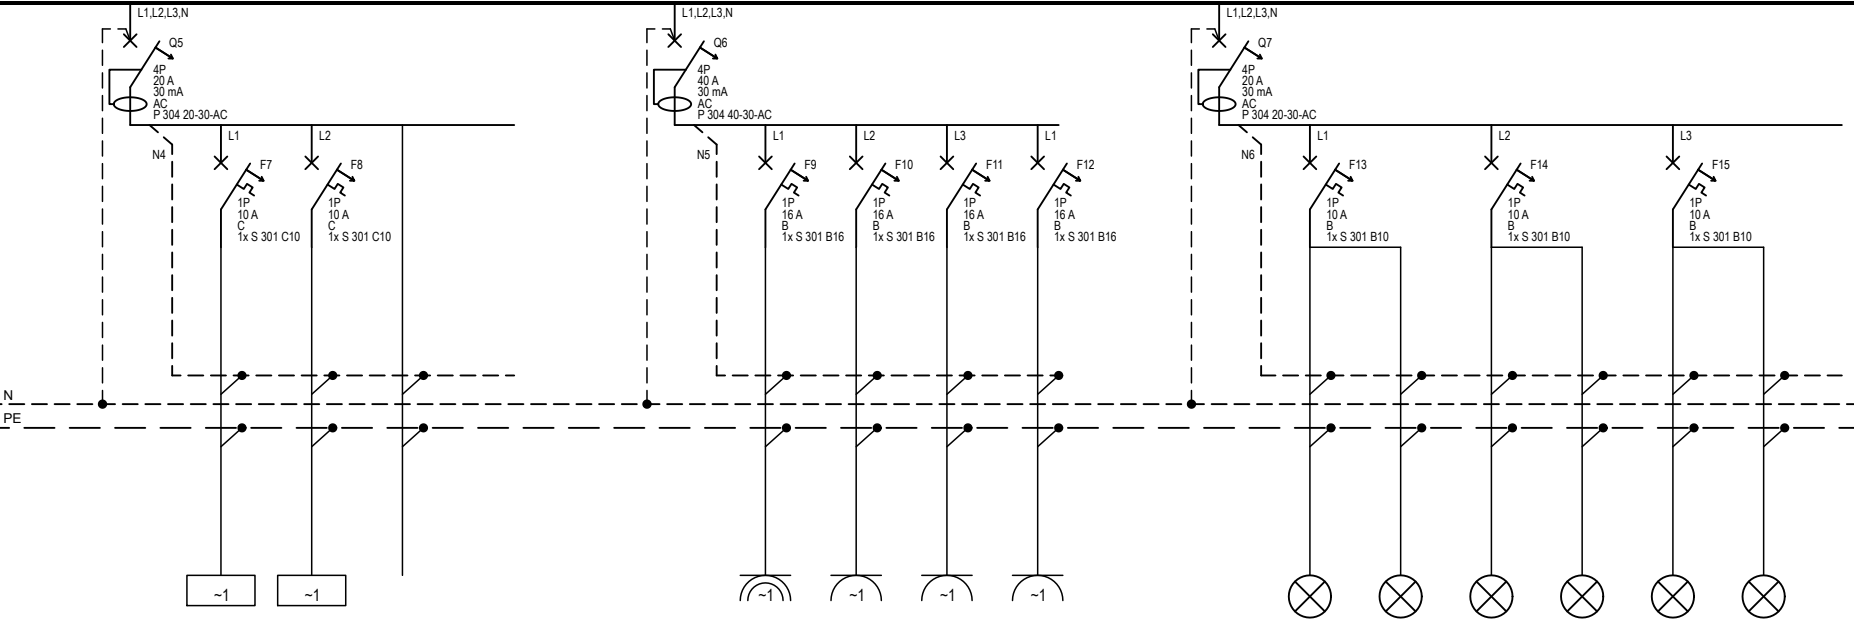 L1,L2,L3,N
Q5
4P
20 A
30 mA
AC
P 304 20-30-AC
N4
L1
F7
1P
10 A
C
1x S 301 C10
L2
F8
1P
10 A
C
1x S 301 C10
L1,L2,L3,N
Q6
4P
40 A
30 mA
AC
P 304 40-30-AC
N5
L1
F9
1P
16 A
B
1x S 301 B16
L2
F10
1P
16 A
B
1x S 301 B16
L3
F11
1P
16 A
B
1x S 301 B16
L1
F12
1P
16 A
B
1x S 301 B16
L1,L2,L3,N
Q7
4P
20 A
30 mA
AC
P 304 20-30-AC
N6
L1
F13
1P
10 A
B
1x S 301 B10
L2
F14
1P
10 A
B
1x S 301 B10
L3
F15
1P
10 A
B
1x S 301 B10
N
PE
~1
~1
~1
~1
~1
~1